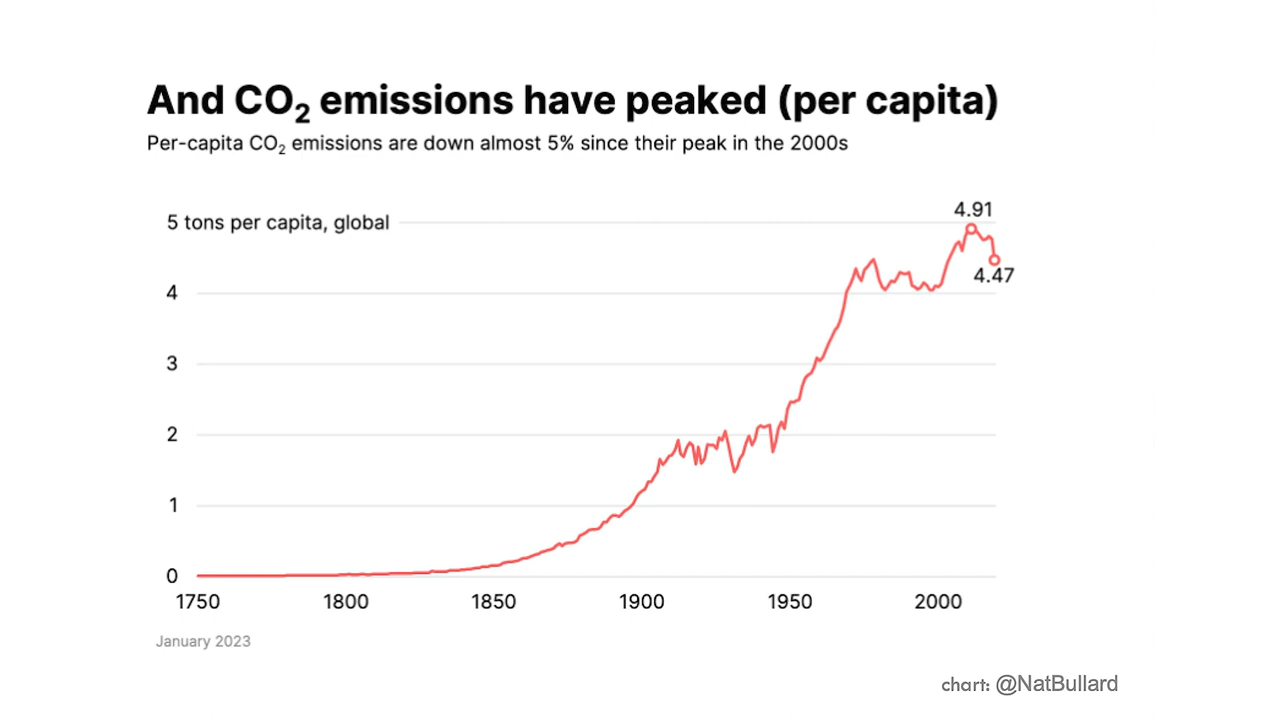 And CO₂ emissions have peaked (per capita)
Per-capita CO₂ emissions are down almost 5% since their peak in the 2000s
5 tons per capita, global
4.91
4.47
4
3
2
1
0
1750 1800 1850 1900 1950 2000
January 2023
chart: @NatBullard